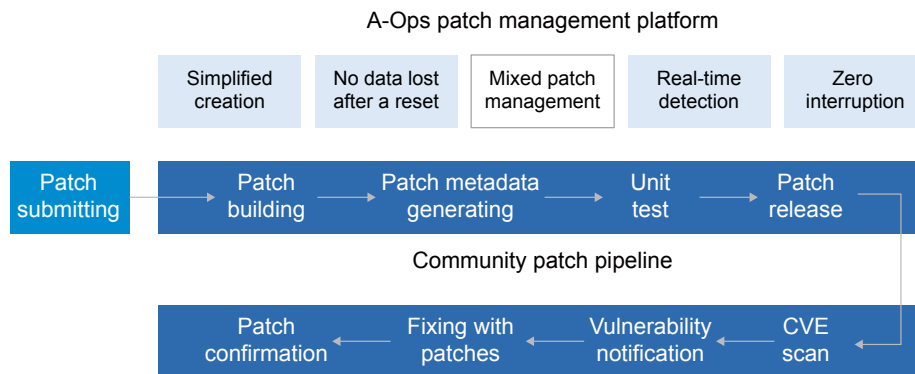 A-Ops patch management platform
Simplified
creation
No data lost
after a reset
Mixed patch
management
Real-time
detection
Zero
interruption
Patch
submitting
Patch
building
Patch metadata
generating
Unit
test
Patch
release
Community patch pipeline
Patch
confirmation
Fixing with
patches
Vulnerability
notification
CVE
scan